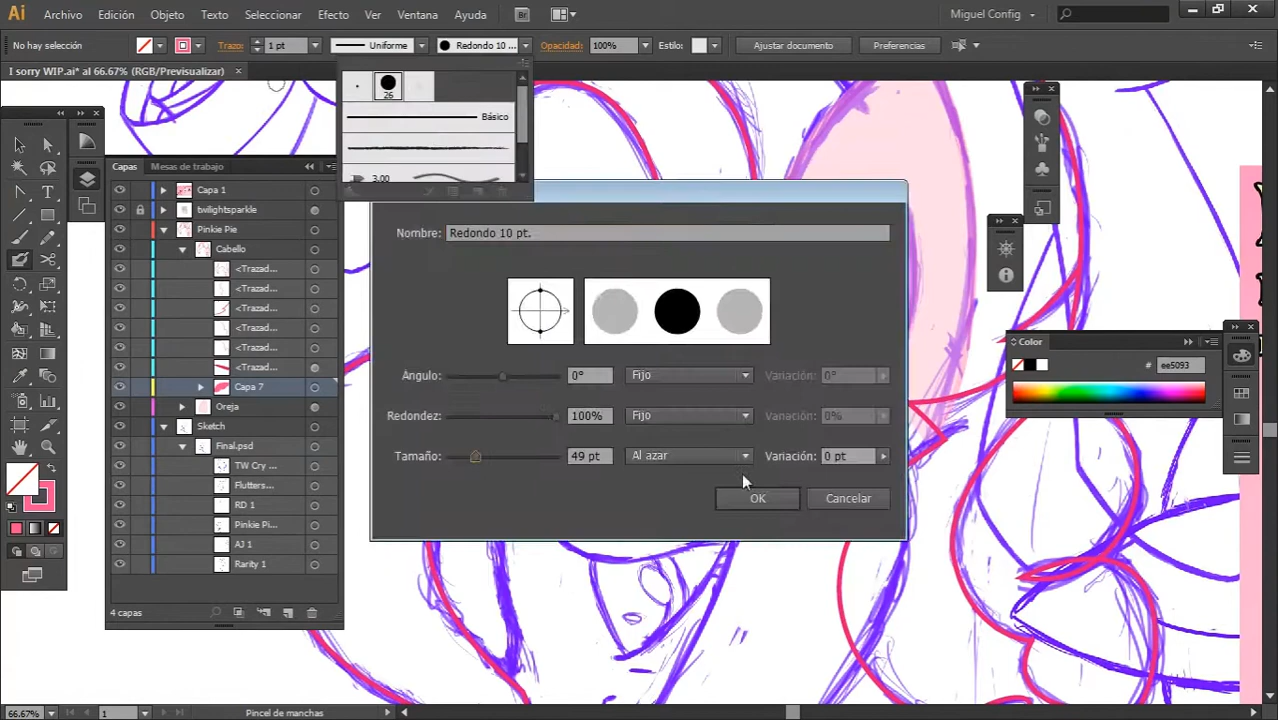 Ai Archivo Edición Objeto Texto Seleccionar Efecto Ver Ventana Ayuda Br Miguel Config
No hay selección Trazo: 1 pt Uniforme Redondo 10 ... Opacidad: 100% Estilo: Ajustar documento Preferencias
I sorry WIP.ai* al 66.67% (RGB/Previsualizar) ×
26
Básico
3.00
Capas Mesas de trabajo
Capa 1
twilightsparkle
Pinkie Pie
Cabello
<Trazad...
<Trazad...
<Trazad...
<Trazad...
<Trazad...
<Trazad...
Capa 7
Oreja
Sketch
Final.psd
TW Cry ...
Flutters...
RD 1
Pinkie Pi...
AJ 1
Rarity 1
4 capas
Nombre: Redondo 10 pt.
Ángulo: 0° Fijo Variación: 0°
Redondez: 100% Fijo Variación: 0%
Tamaño: 49 pt Al azar Variación: 0 pt
OK Cancelar
Color
# ee5093
66.67% 1 Pincel de manchas